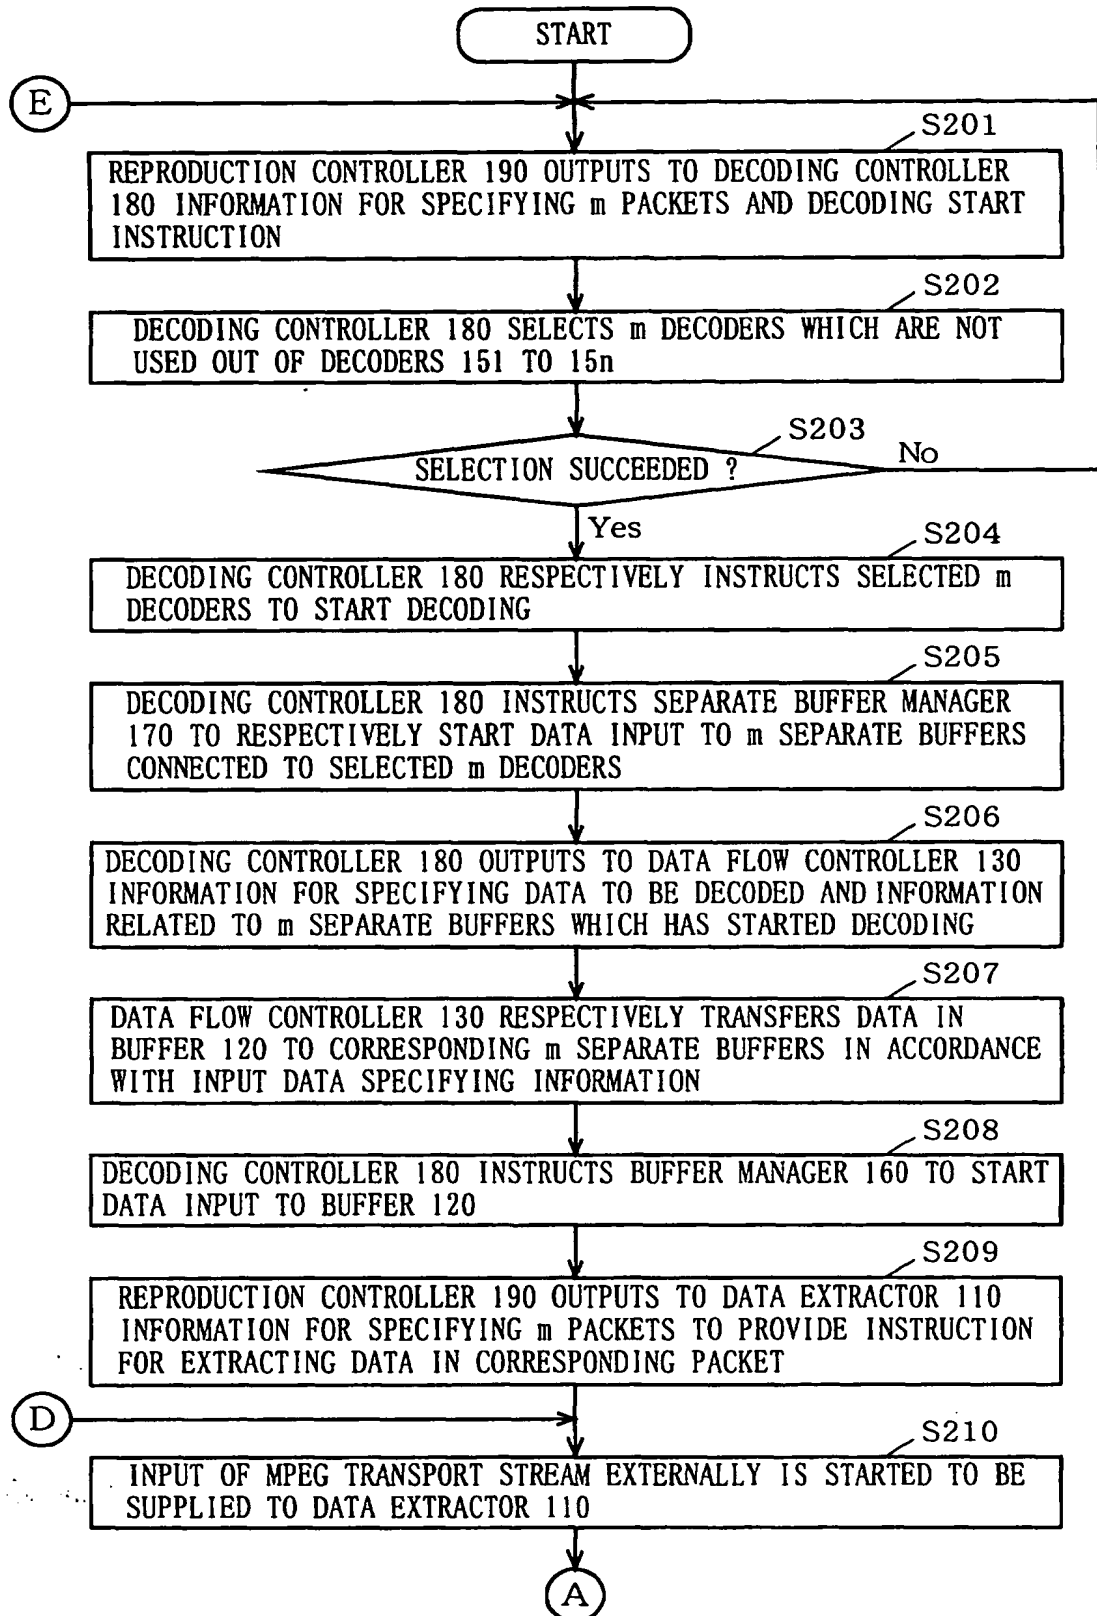 START
E
S201
REPRODUCTION CONTROLLER 190 OUTPUTS TO DECODING CONTROLLER
180 INFORMATION FOR SPECIFYING m PACKETS AND DECODING START
INSTRUCTION
S202
DECODING CONTROLLER 180 SELECTS m DECODERS WHICH ARE NOT
USED OUT OF DECODERS 151 TO 15n
S203
SELECTION SUCCEEDED ?
No
Yes
S204
DECODING CONTROLLER 180 RESPECTIVELY INSTRUCTS SELECTED m
DECODERS TO START DECODING
S205
DECODING CONTROLLER 180 INSTRUCTS SEPARATE BUFFER MANAGER
170 TO RESPECTIVELY START DATA INPUT TO m SEPARATE BUFFERS
CONNECTED TO SELECTED m DECODERS
S206
DECODING CONTROLLER 180 OUTPUTS TO DATA FLOW CONTROLLER 130
INFORMATION FOR SPECIFYING DATA TO BE DECODED AND INFORMATION
RELATED TO m SEPARATE BUFFERS WHICH HAS STARTED DECODING
S207
DATA FLOW CONTROLLER 130 RESPECTIVELY TRANSFERS DATA IN
BUFFER 120 TO CORRESPONDING m SEPARATE BUFFERS IN ACCORDANCE
WITH INPUT DATA SPECIFYING INFORMATION
S208
DECODING CONTROLLER 180 INSTRUCTS BUFFER MANAGER 160 TO START
DATA INPUT TO BUFFER 120
S209
REPRODUCTION CONTROLLER 190 OUTPUTS TO DATA EXTRACTOR 110
INFORMATION FOR SPECIFYING m PACKETS TO PROVIDE INSTRUCTION
FOR EXTRACTING DATA IN CORRESPONDING PACKET
D
S210
INPUT OF MPEG TRANSPORT STREAM EXTERNALLY IS STARTED TO BE
SUPPLIED TO DATA EXTRACTOR 110
A